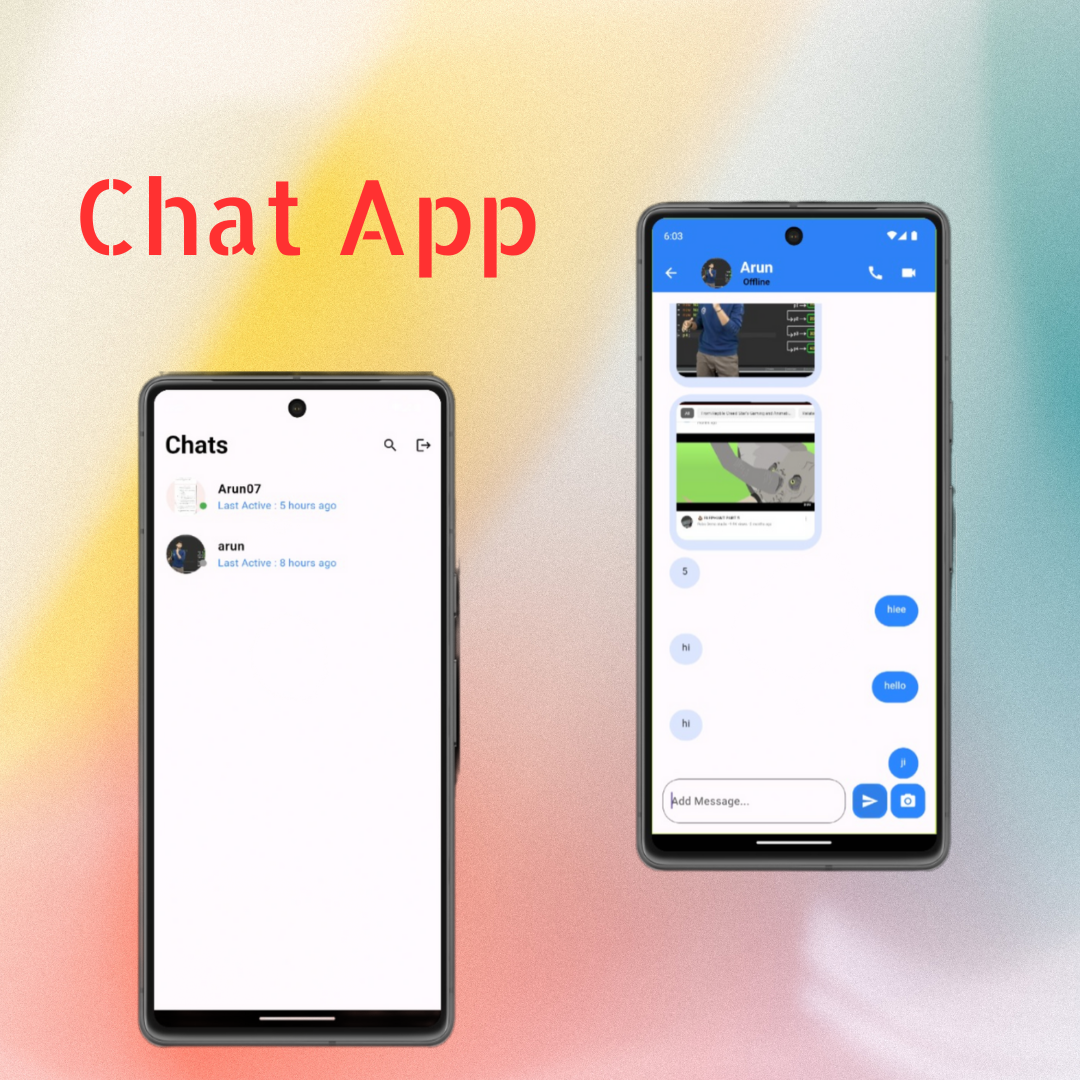 Chat App
Chats
Arun07
Last Active : 5 hours ago
arun
Last Active : 8 hours ago
6:03
Arun
Offline
All
5
hiee
hi
hello
hi
ji
Add Message...